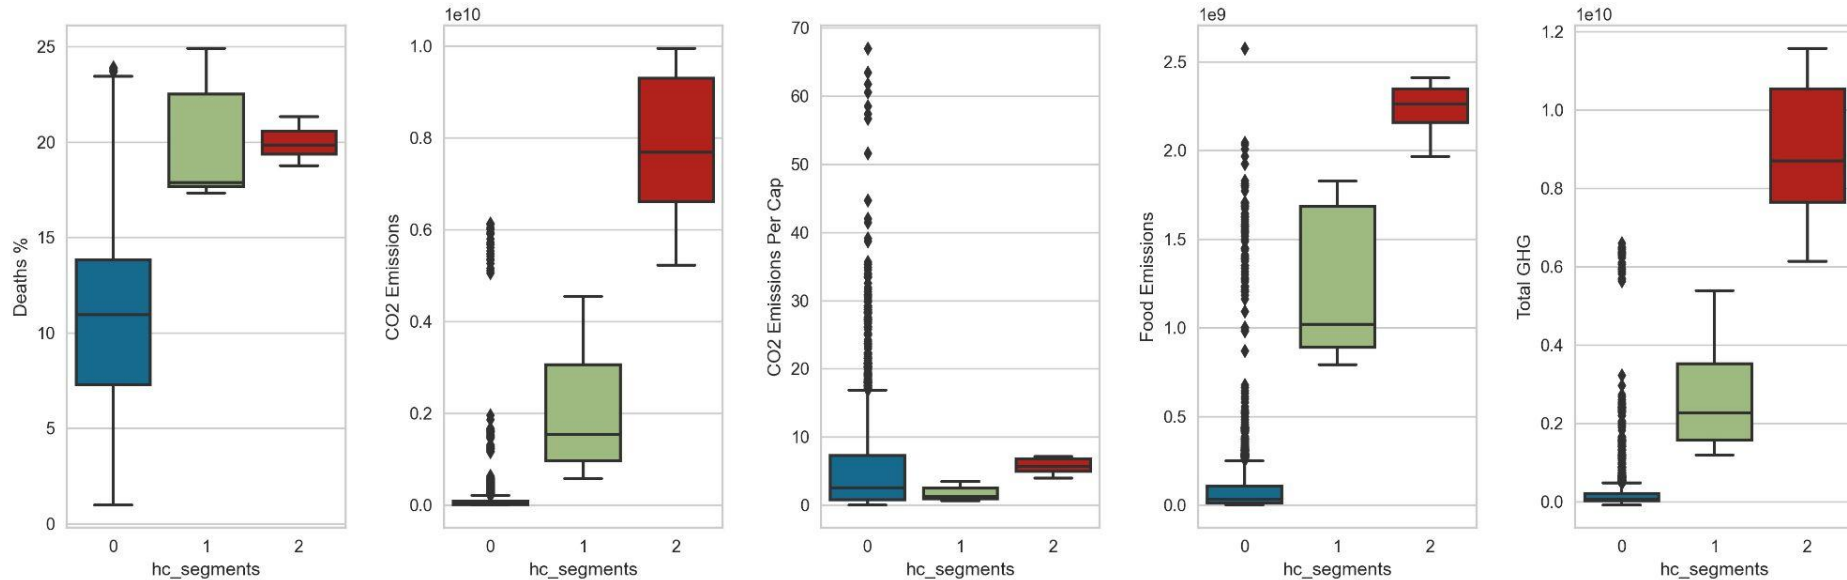 Deaths %
25
20
15
10
5
0
0 1 2
hc_segments
1e10
CO2 Emissions
1.0
0.8
0.6
0.4
0.2
0.0
0 1 2
hc_segments
CO2 Emissions Per Cap
70
60
50
40
30
20
10
0
0 1 2
hc_segments
1e9
Food Emissions
2.5
2.0
1.5
1.0
0.5
0.0
0 1 2
hc_segments
1e10
Total GHG
1.2
1.0
0.8
0.6
0.4
0.2
0.0
0 1 2
hc_segments